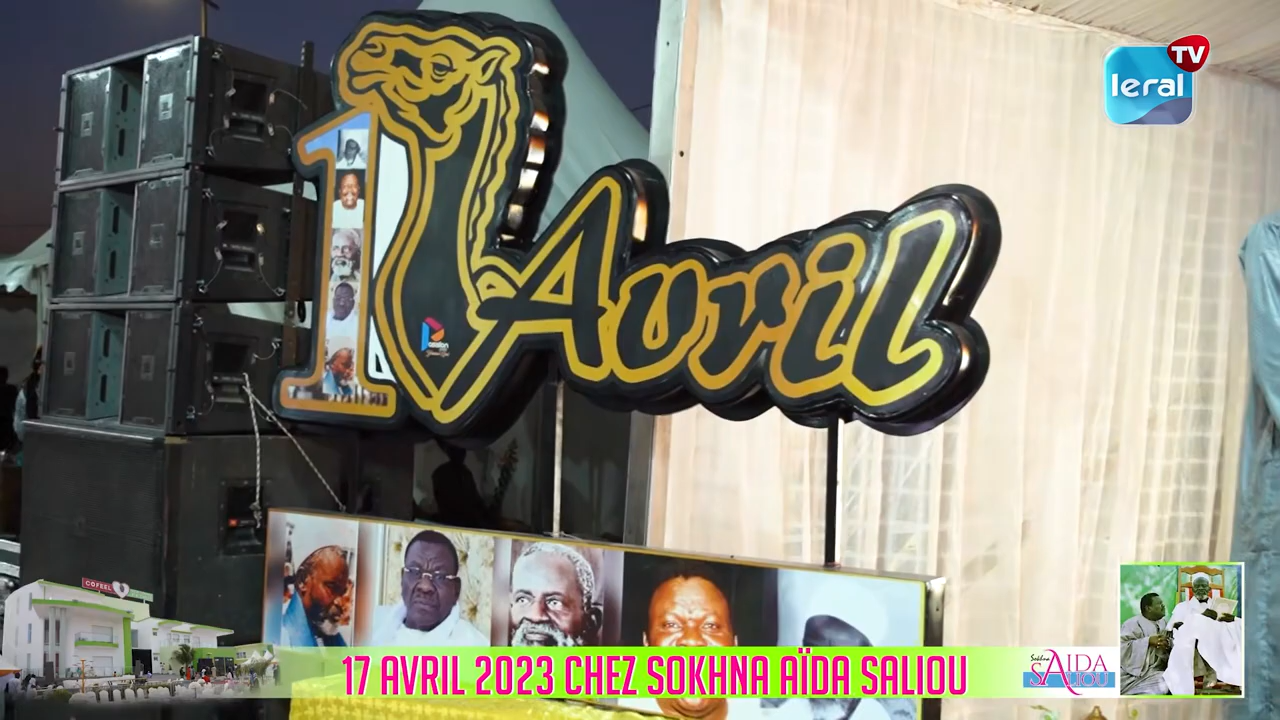 TV
leral
1 Avril
COFEEL
17 AVRIL 2023 CHEZ SOKHNA AÏDA SALIOU
Sokhna
AIDA
SALIOU